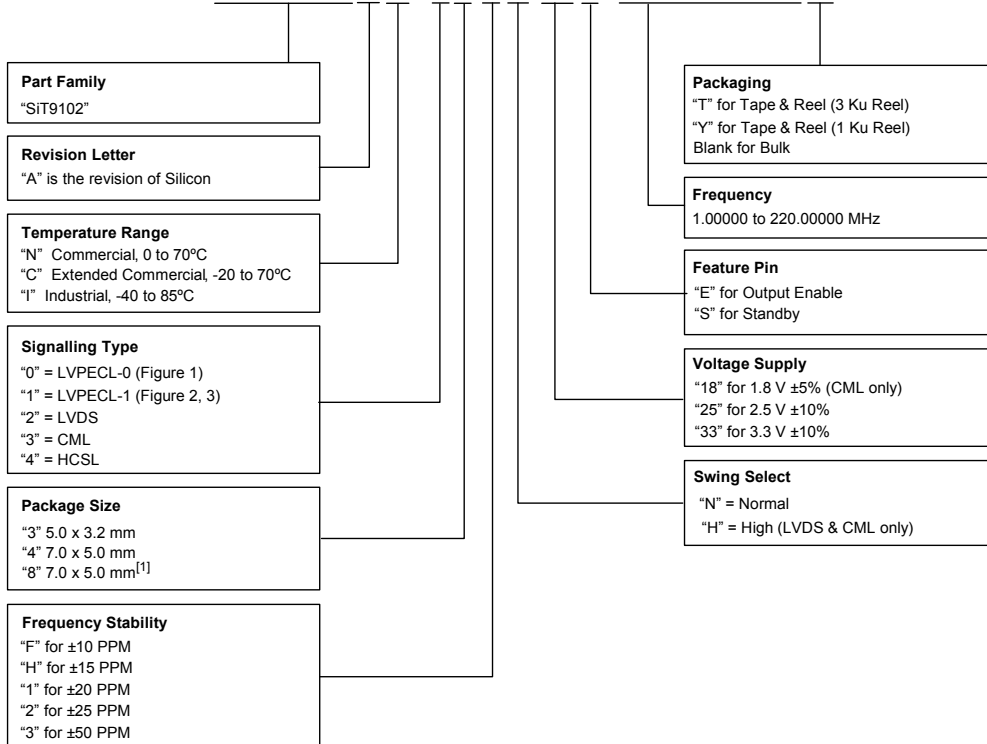 Part Family
“SiT9102”
Revision Letter
“A” is the revision of Silicon
Temperature Range
“N” Commercial, 0 to 70ºC
“C” Extended Commercial, -20 to 70ºC
“I” Industrial, -40 to 85ºC
Signalling Type
“0” = LVPECL-0 (Figure 1)
“1” = LVPECL-1 (Figure 2, 3)
“2” = LVDS
“3” = CML
“4” = HCSL
Package Size
“3” 5.0 x 3.2 mm
“4” 7.0 x 5.0 mm
“8” 7.0 x 5.0 mm[1]
Frequency Stability
“F” for ±10 PPM
“H” for ±15 PPM
“1” for ±20 PPM
“2” for ±25 PPM
“3” for ±50 PPM
Packaging
“T” for Tape & Reel (3 Ku Reel)
“Y” for Tape & Reel (1 Ku Reel)
Blank for Bulk
Frequency
1.00000 to 220.00000 MHz
Feature Pin
“E” for Output Enable
“S” for Standby
Voltage Supply
“18” for 1.8 V ±5% (CML only)
“25” for 2.5 V ±10%
“33” for 3.3 V ±10%
Swing Select
“N” = Normal
“H” = High (LVDS & CML only)